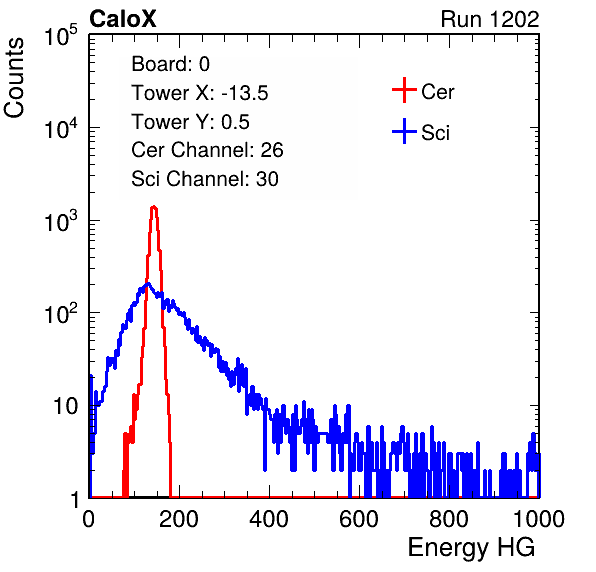 CaloX Run 1202
Counts
10^5
10^4
10^3
10^2
10
1
Board: 0
Tower X: -13.5
Tower Y: 0.5
Cer Channel: 26
Sci Channel: 30
Cer
Sci
0 200 400 600 800 1000
Energy HG